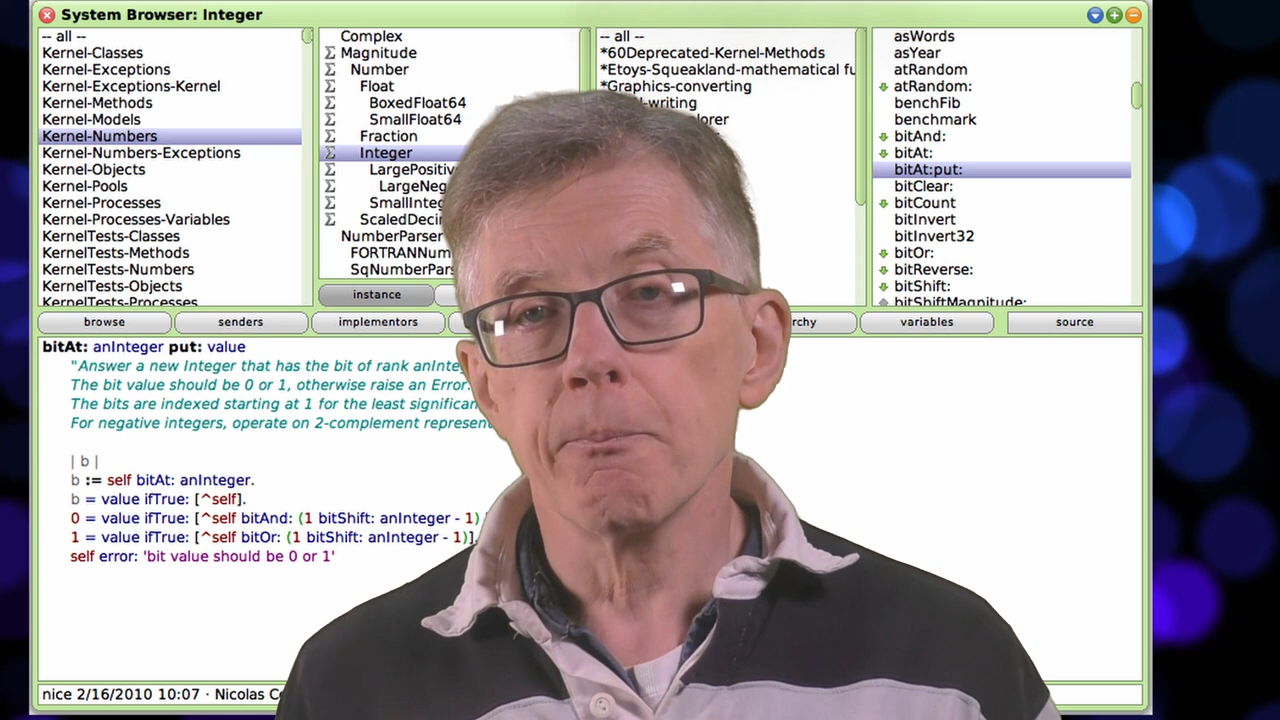 System Browser: Integer
-- all --
Kernel-Classes
Kernel-Exceptions
Kernel-Exceptions-Kernel
Kernel-Methods
Kernel-Models
Kernel-Numbers
Kernel-Numbers-Exceptions
Kernel-Objects
Kernel-Pools
Kernel-Processes
Kernel-Processes-Variables
KernelTests-Classes
KernelTests-Methods
KernelTests-Numbers
KernelTests-Objects
KernelTests-Processes
Complex
Magnitude
Number
Float
BoxedFloat64
SmallFloat64
Fraction
Integer
LargePositiv
LargeNeg
SmallInteg
ScaledDeci
NumberParser
FORTRANNum
SqNumberPars
instance
-- all --
*60Deprecated-Kernel-Methods
*Etoys-Squeakland-mathematical fu
*Graphics-converting
-writing
lorer
asWords
asYear
atRandom
atRandom:
benchFib
benchmark
bitAnd:
bitAt:
bitAt:put:
bitClear:
bitCount
bitInvert
bitInvert32
bitOr:
bitReverse:
bitShift:
bitShiftMagnitude:
browse senders implementors rchy variables source
bitAt: anInteger put: value
"Answer a new Integer that has the bit of rank anInte
The bit value should be 0 or 1, otherwise raise an Error.
The bits are indexed starting at 1 for the least significan
For negative integers, operate on 2-complement represent
| b |
b := self bitAt: anInteger.
b = value ifTrue: [^self].
0 = value ifTrue: [^self bitAnd: (1 bitShift: anInteger - 1)
1 = value ifTrue: [^self bitOr: (1 bitShift: anInteger - 1)].
self error: 'bit value should be 0 or 1'
nice 2/16/2010 10:07 · Nicolas Ce